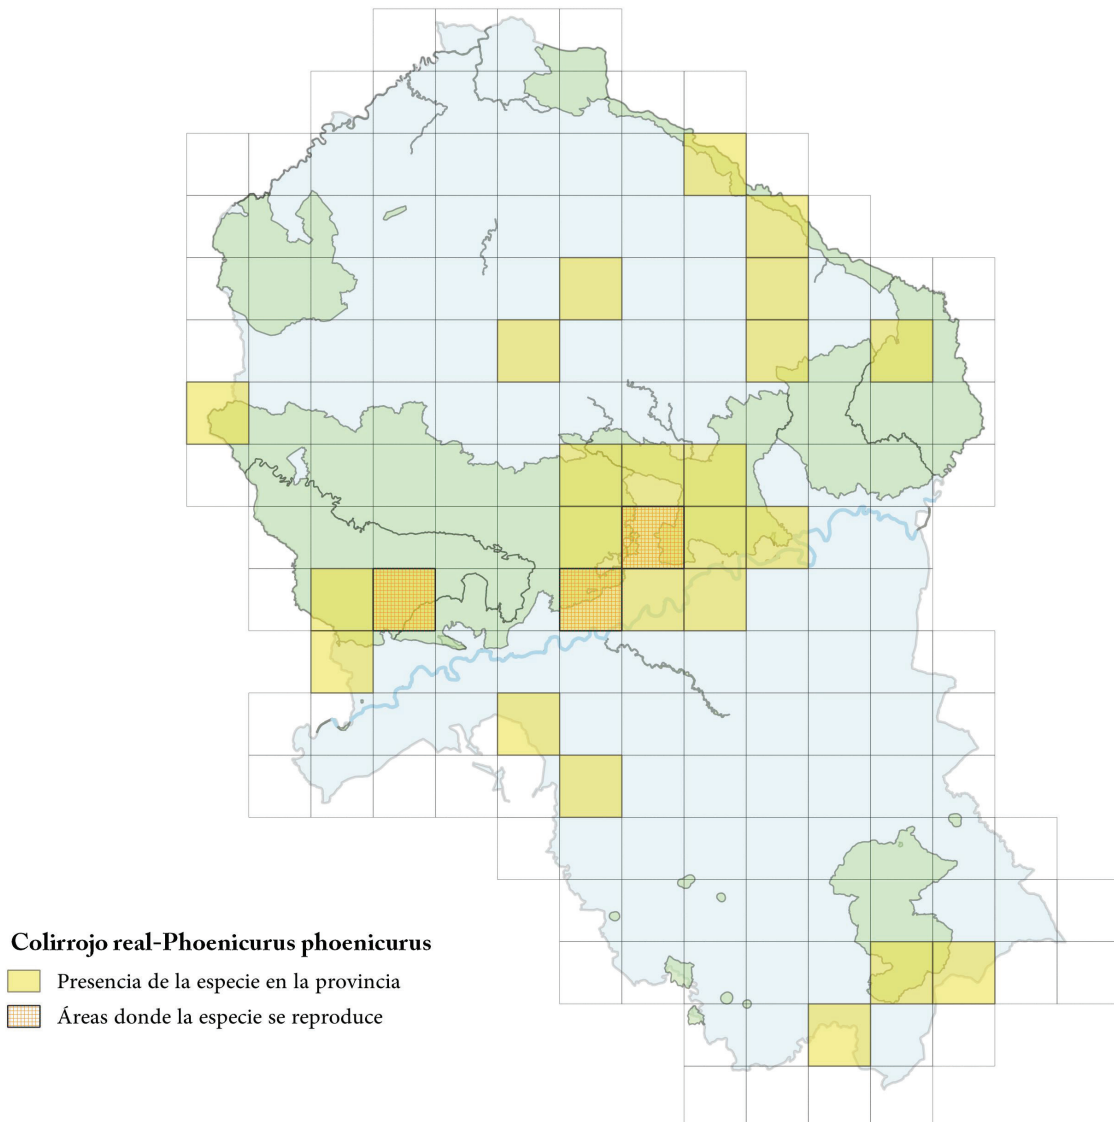 Colirrojo real-Phoenicurus phoenicurus
Presencia de la especie en la provincia
Áreas donde la especie se reproduce